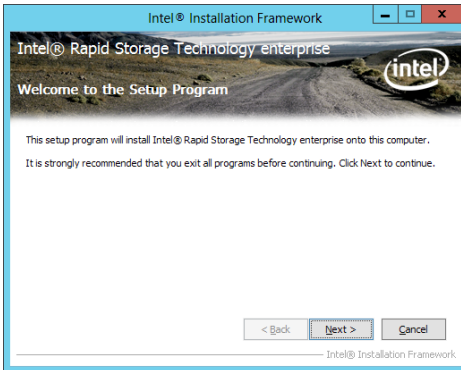 Intel® Installation Framework
Intel® Rapid Storage Technology enterprise
intel
Welcome to the Setup Program
This setup program will install Intel® Rapid Storage Technology enterprise onto this computer.
It is strongly recommended that you exit all programs before continuing. Click Next to continue.
< Back Next > Cancel
Intel® Installation Framework